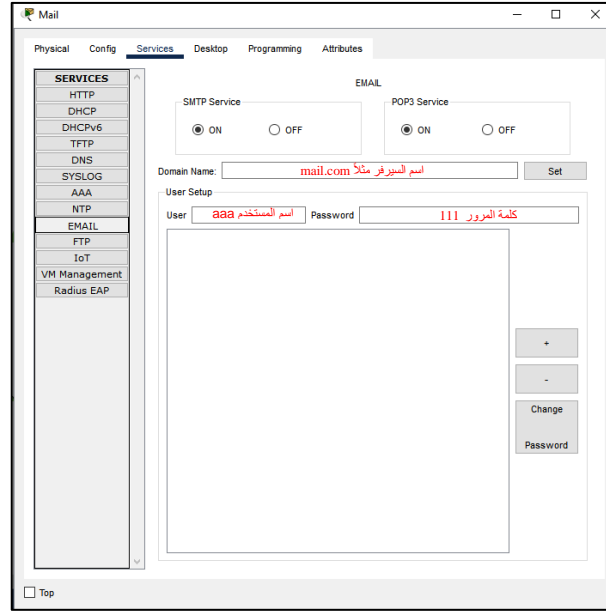 Mail
Physical Config Services Desktop Programming Attributes
SERVICES
HTTP
DHCP
DHCPv6
TFTP
DNS
SYSLOG
AAA
NTP
EMAIL
FTP
IoT
VM Management
Radius EAP
EMAIL
SMTP Service
ON OFF
POP3 Service
ON OFF
Domain Name: اسم السيرفر مثلاً mail.com Set
User Setup
User اسم المستخدم aaa Password كلمة المرور 111
+
-
Change
Password
Top